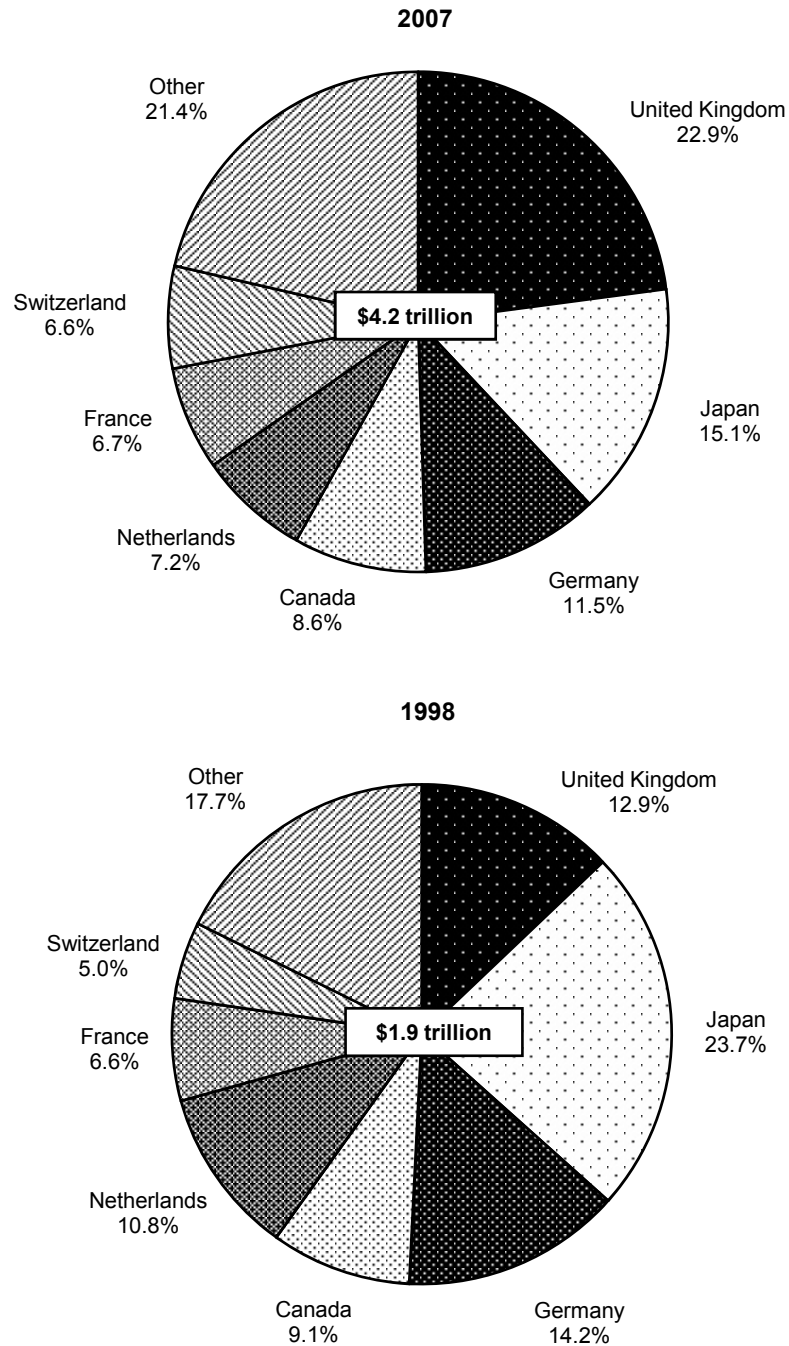 2007
Other
21.4%
United Kingdom
22.9%
Switzerland
6.6%
$4.2 trillion
France
6.7%
Japan
15.1%
Netherlands
7.2%
Canada
8.6%
Germany
11.5%
1998
Other
17.7%
United Kingdom
12.9%
Switzerland
5.0%
France
6.6%
$1.9 trillion
Japan
23.7%
Netherlands
10.8%
Canada
9.1%
Germany
14.2%